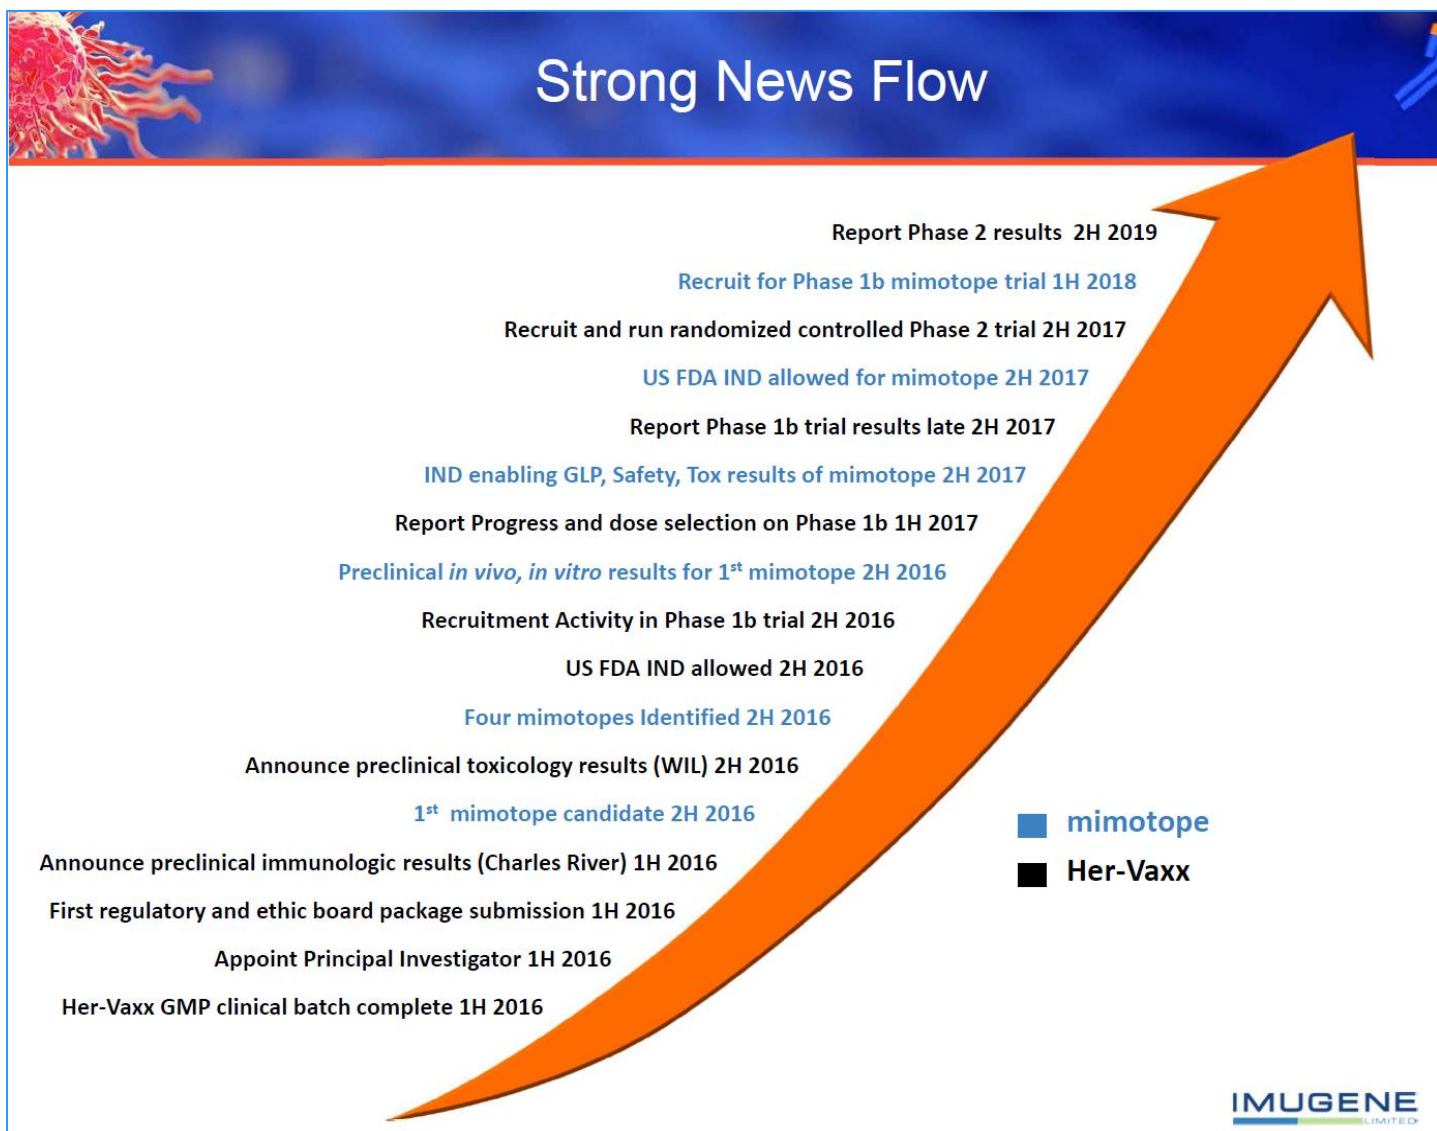 Strong News Flow
Report Phase 2 results 2H 2019
Recruit for Phase 1b mimotope trial 1H 2018
Recruit and run randomized controlled Phase 2 trial 2H 2017
US FDA IND allowed for mimotope 2H 2017
Report Phase 1b trial results late 2H 2017
IND enabling GLP, Safety, Tox results of mimotope 2H 2017
Report Progress and dose selection on Phase 1b 1H 2017
Preclinical in vivo, in vitro results for 1st mimotope 2H 2016
Recruitment Activity in Phase 1b trial 2H 2016
US FDA IND allowed 2H 2016
Four mimotopes Identified 2H 2016
Announce preclinical toxicology results (WIL) 2H 2016
1st mimotope candidate 2H 2016
Announce preclinical immunologic results (Charles River) 1H 2016
First regulatory and ethic board package submission 1H 2016
Appoint Principal Investigator 1H 2016
Her-Vaxx GMP clinical batch complete 1H 2016
mimotope
Her-Vaxx
IMUGENE
LIMITED